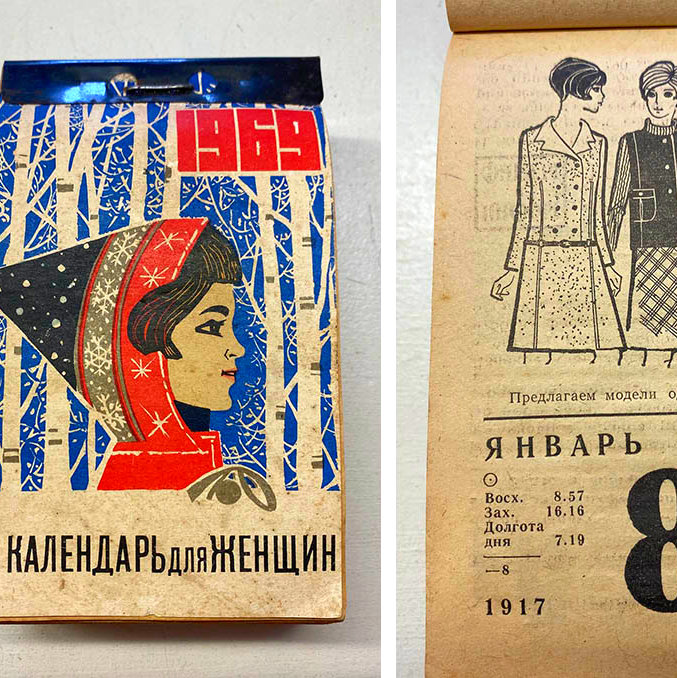 1969
КАЛЕНДАРЬ для ЖЕНЩИН
Предлагаем модели о
ЯНВАРЬ
Восх. 8.57
Зах. 16.16
Долгота
дня 7.19
—8
8
1917